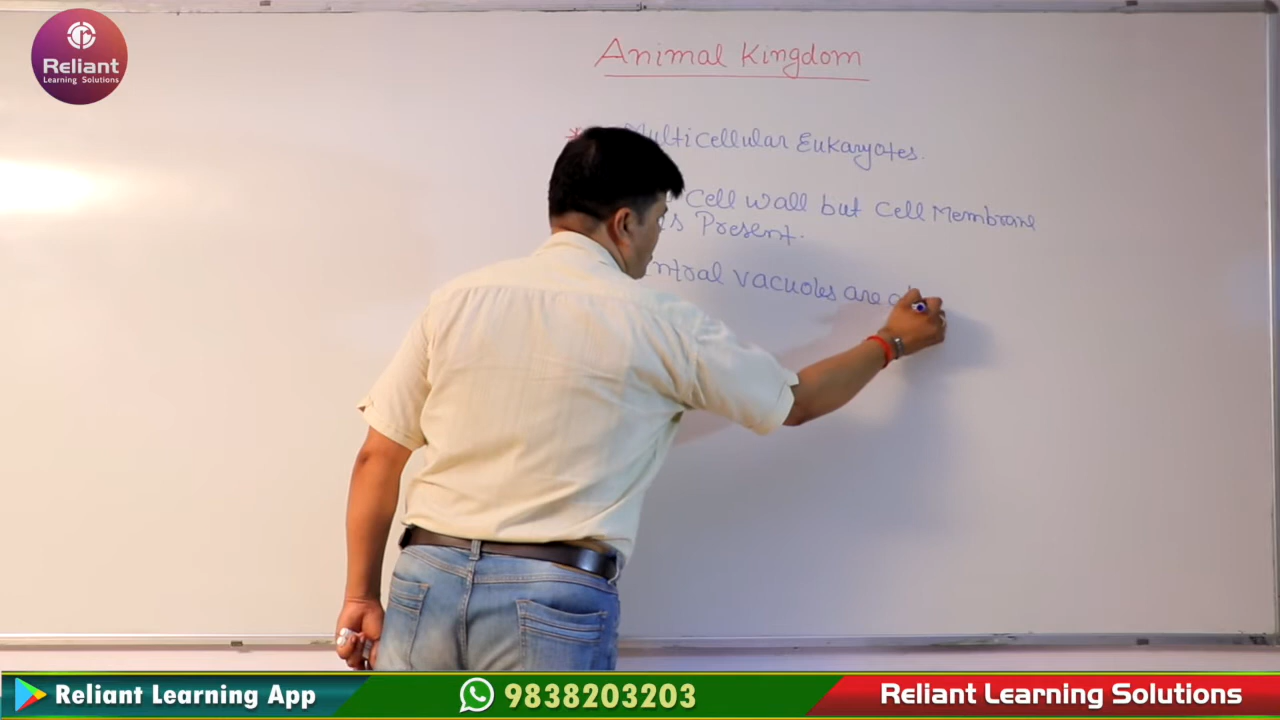 Reliant
Learning Solutions
Animal Kingdom
* Multicellular Eukaryotes.
Cell wall but Cell Membrane
is Present.
vacuoles are
Reliant Learning App
9838203203
Reliant Learning Solutions